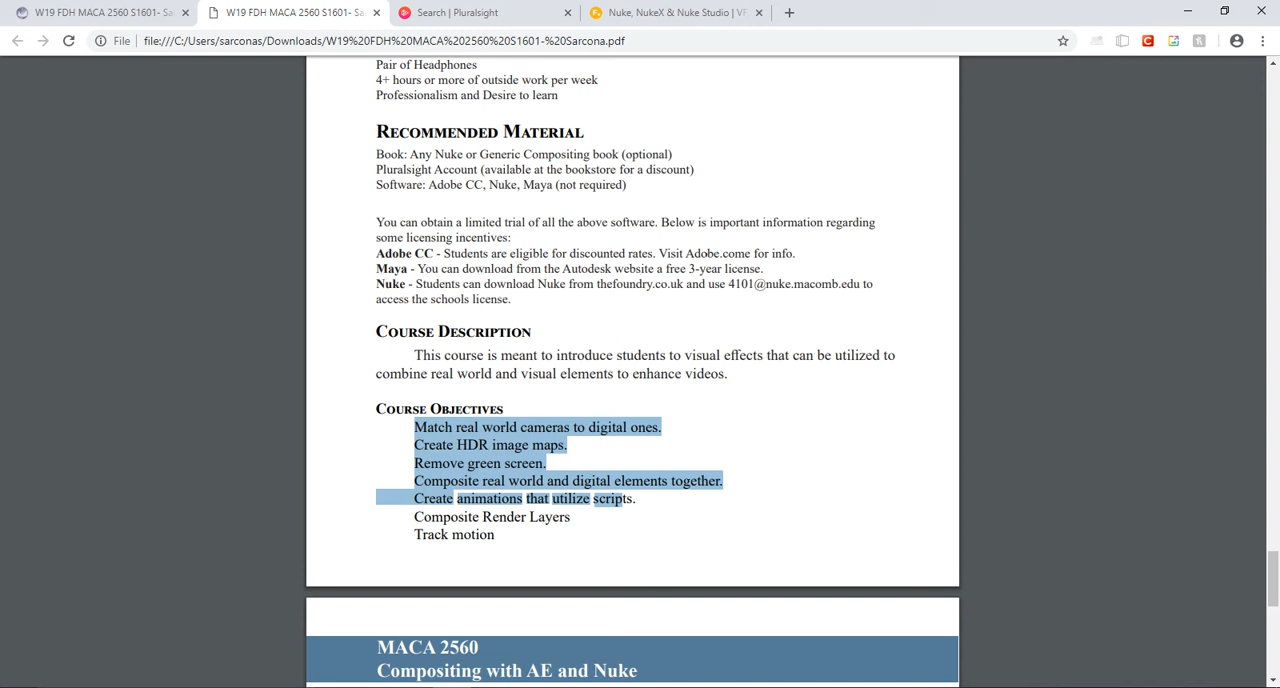 W19 FDH MACA 2560 S1601- Sa
W19 FDH MACA 2560 S1601- Sa
Search | Pluralsight
Nuke, NukeX & Nuke Studio | VF
File
file:///C:/Users/sarconas/Downloads/W19%20FDH%20MACA%202560%20S1601-%20Sarcona.pdf
Pair of Headphones
4+ hours or more of outside work per week
Professionalism and Desire to learn
RECOMMENDED MATERIAL
Book: Any Nuke or Generic Compositing book (optional)
Pluralsight Account (available at the bookstore for a discount)
Software: Adobe CC, Nuke, Maya (not required)
You can obtain a limited trial of all the above software. Below is important information regarding
some licensing incentives:
Adobe CC - Students are eligible for discounted rates. Visit Adobe.come for info.
Maya - You can download from the Autodesk website a free 3-year license.
Nuke - Students can download Nuke from thefoundry.co.uk and use 4101@nuke.macomb.edu to
access the schools license.
COURSE DESCRIPTION
This course is meant to introduce students to visual effects that can be utilized to
combine real world and visual elements to enhance videos.
COURSE OBJECTIVES
Match real world cameras to digital ones.
Create HDR image maps.
Remove green screen.
Composite real world and digital elements together.
Create animations that utilize scripts.
Composite Render Layers
Track motion
MACA 2560
Compositing with AE and Nuke